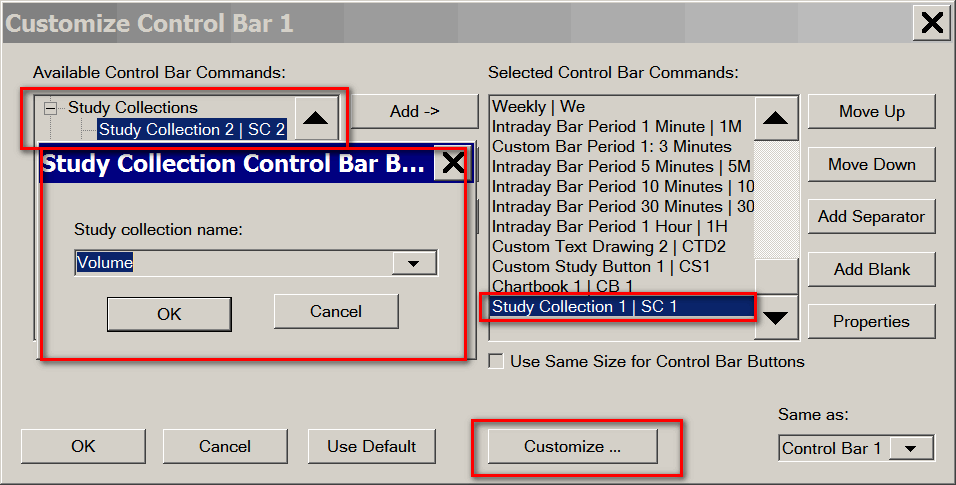 Customize Control Bar 1
Available Control Bar Commands:
Study Collections
Study Collection 2 | SC 2
Add ->
Study Collection Control Bar B...
Study collection name:
Volume
OK
Cancel
Selected Control Bar Commands:
Weekly | We
Intraday Bar Period 1 Minute | 1M
Custom Bar Period 1: 3 Minutes
Intraday Bar Period 5 Minutes | 5M
Intraday Bar Period 10 Minutes | 10
Intraday Bar Period 30 Minutes | 30
Intraday Bar Period 1 Hour | 1H
Custom Text Drawing 2 | CTD2
Custom Study Button 1 | CS1
Chartbook 1 | CB 1
Study Collection 1 | SC 1
Use Same Size for Control Bar Buttons
Move Up
Move Down
Add Separator
Add Blank
Properties
OK
Cancel
Use Default
Customize ...
Same as:
Control Bar 1